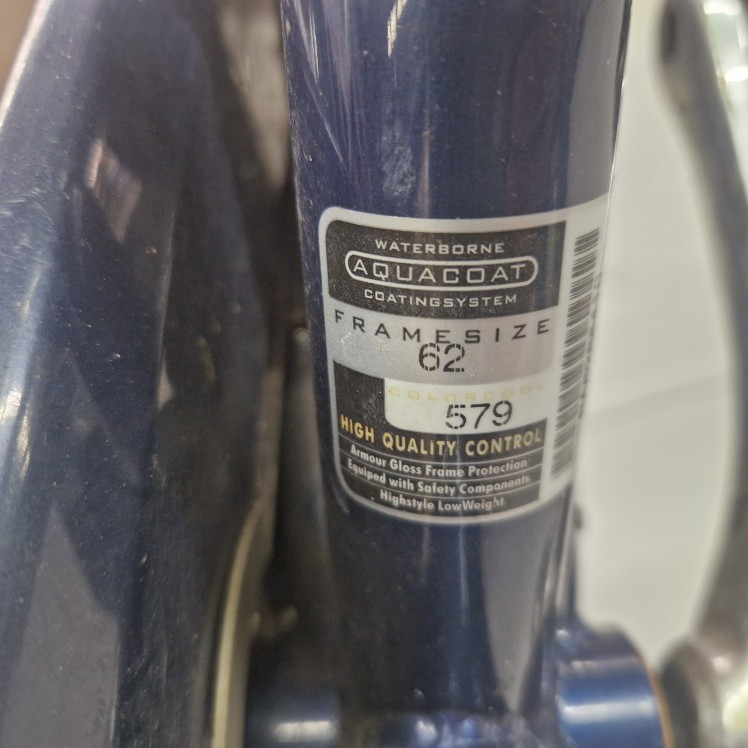 WATERBORNE
AQUACOAT
COATINGSYSTEM
FRAMESIZE
62
COLORCODE
579
HIGH QUALITY CONTROL
Armour Gloss Frame Protection
Equiped with Safety Components
Highstyle LowWeight